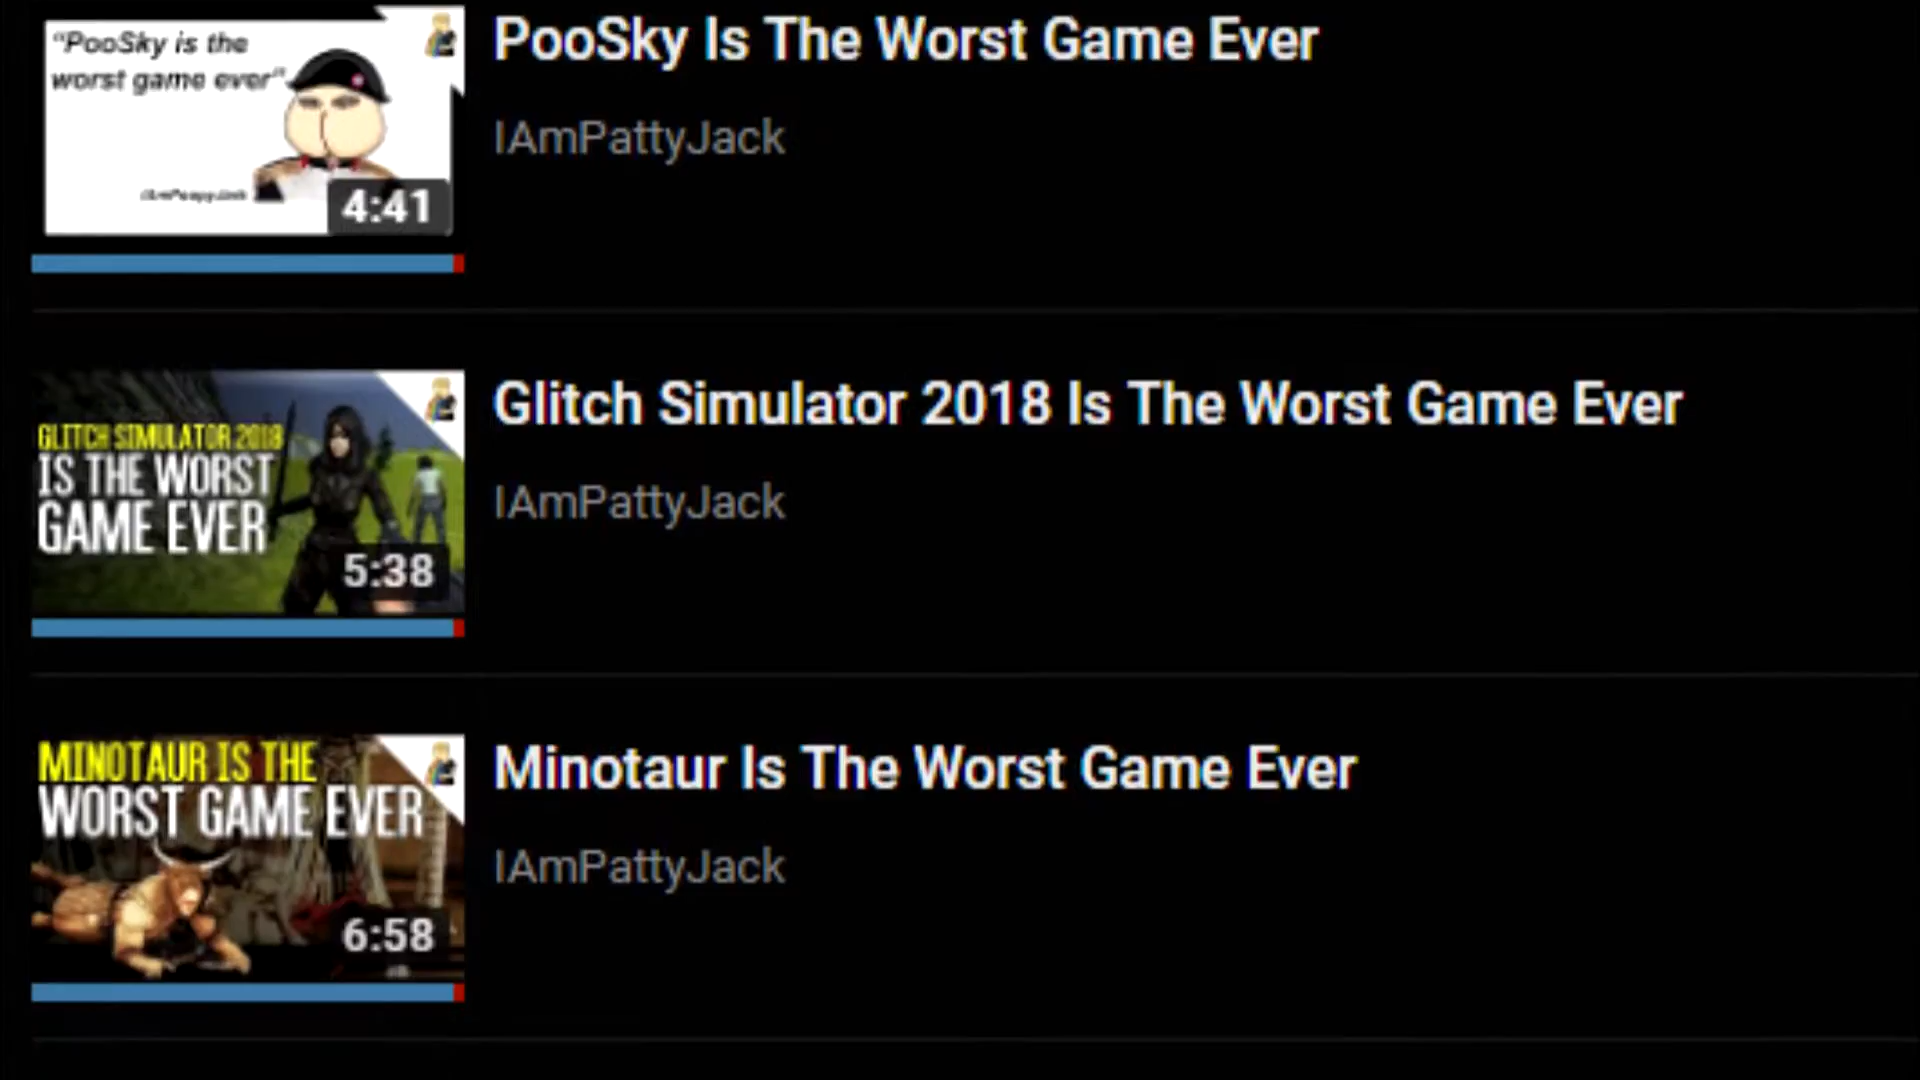 "PooSky is the
worst game ever"
IAmPoopyJack
4:41
PooSky Is The Worst Game Ever
IAmPattyJack
GLITCH SIMULATOR 2018
IS THE WORST
GAME EVER
5:38
Glitch Simulator 2018 Is The Worst Game Ever
IAmPattyJack
MINOTAUR IS THE
WORST GAME EVER
6:58
Minotaur Is The Worst Game Ever
IAmPattyJack